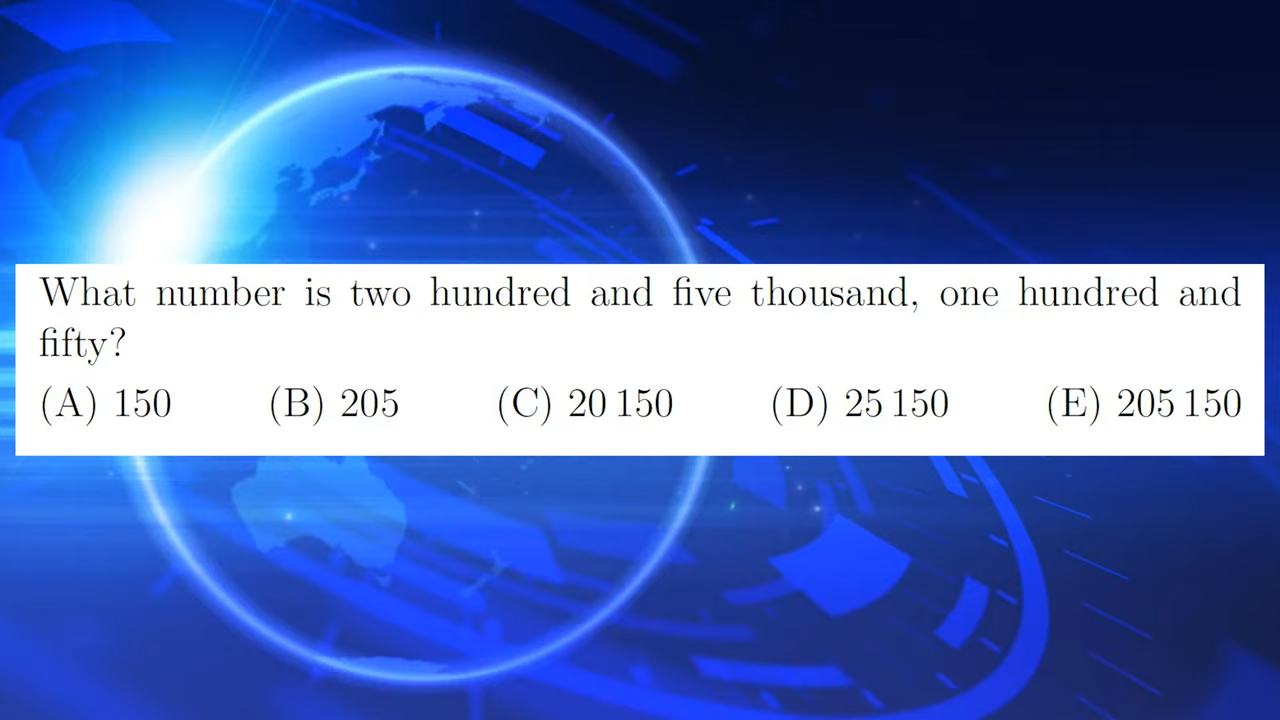 What number is two hundred and five thousand, one hundred and
fifty?
(A) 150 (B) 205 (C) 20 150 (D) 25 150 (E) 205 150